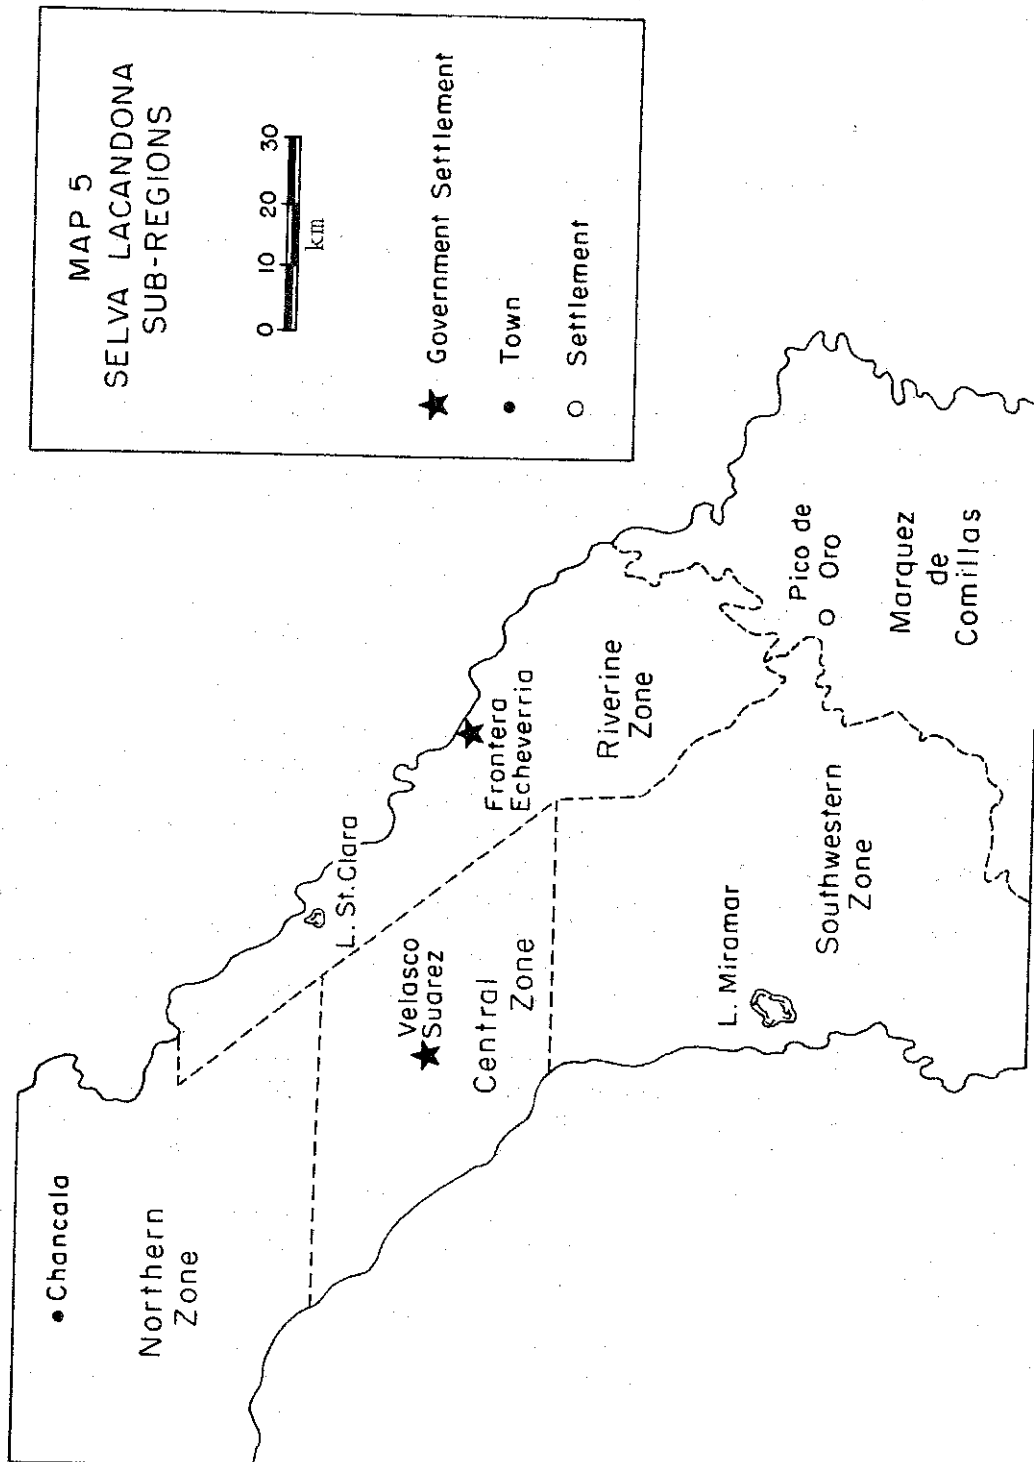 MAP 5
SELVA LACANDONA
SUB-REGIONS
0 10 20 30
km
Government Settlement
Town
Settlement
Chancala
Northern
Zone
L. St. Clara
Velasco
Suarez
Central
Zone
Frontera
Echeverria
Riverine
Zone
L. Miramar
Southwestern
Zone
Pico de
Oro
Marquez
de
Comillas